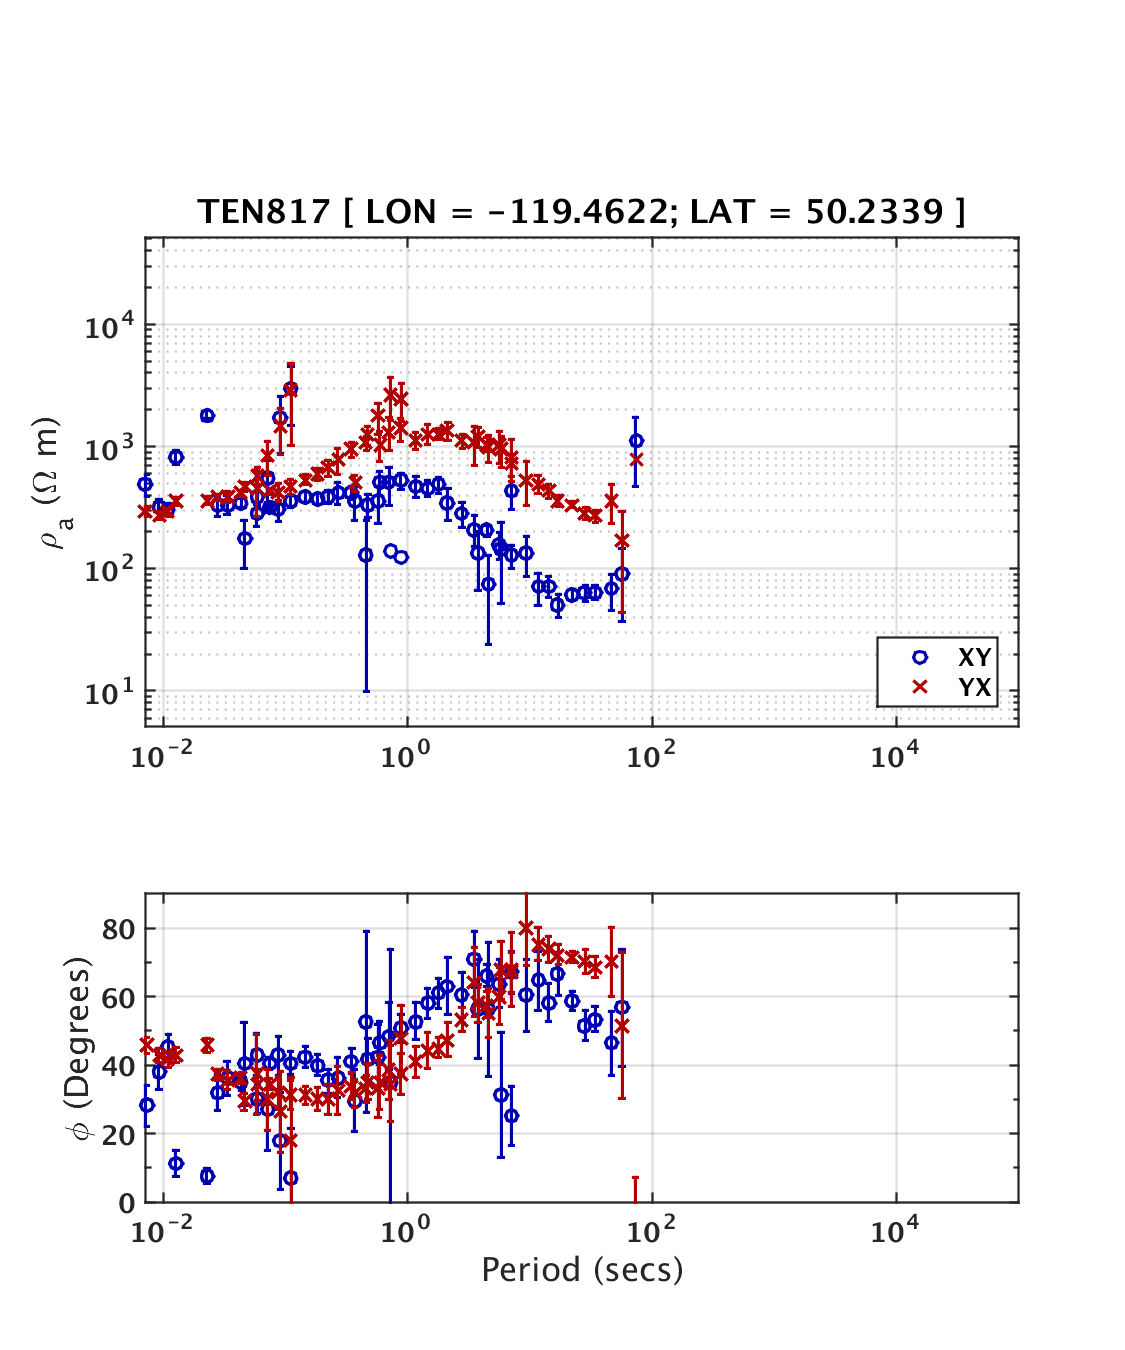 TEN817 [ LON = -119.4622; LAT = 50.2339 ]
ρa (Ω m)
10^4
10^3
10^2
10^1
XY
YX
10^-2 10^0 10^2 10^4
ϕ (Degrees)
80
60
40
20
0
10^-2 10^0 10^2 10^4
Period (secs)